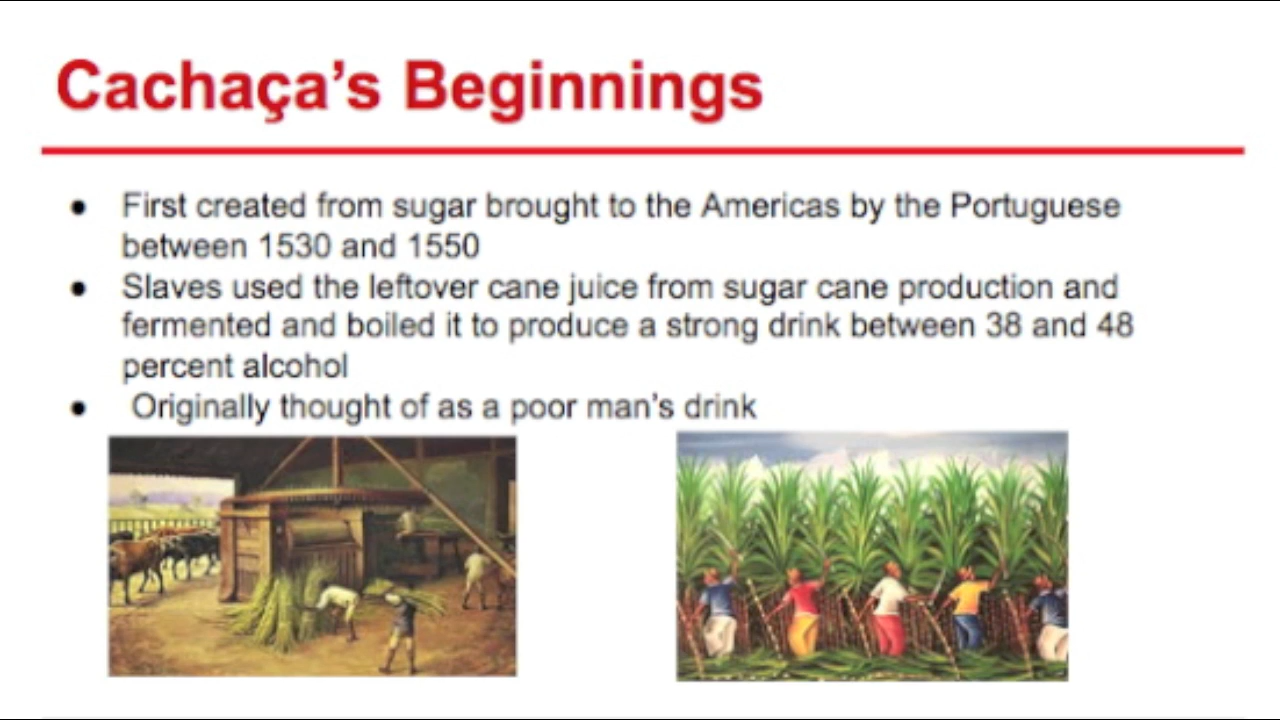 Cachaça’s Beginnings
● First created from sugar brought to the Americas by the Portuguese
between 1530 and 1550
● Slaves used the leftover cane juice from sugar cane production and
fermented and boiled it to produce a strong drink between 38 and 48
percent alcohol
● Originally thought of as a poor man’s drink